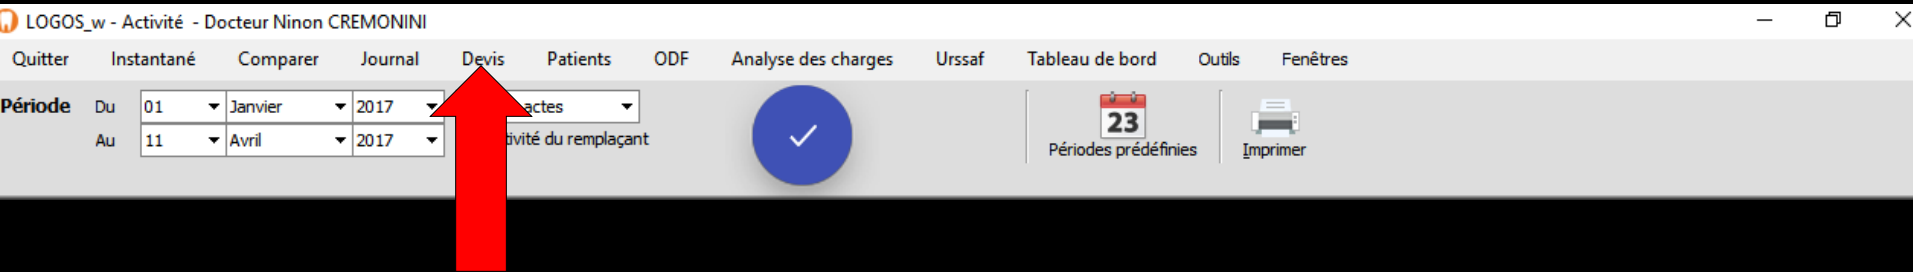 LOGOS_w - Activité - Docteur Ninon CREMONINI
Quitter Instantané Comparer Journal Devis Patients ODF Analyse des charges Urssaf Tableau de bord Outils Fenêtres
Période Du 01 Janvier 2017 actes
Au 11 Avril 2017 du remplaçant
23
Périodes prédéfinies Imprimer